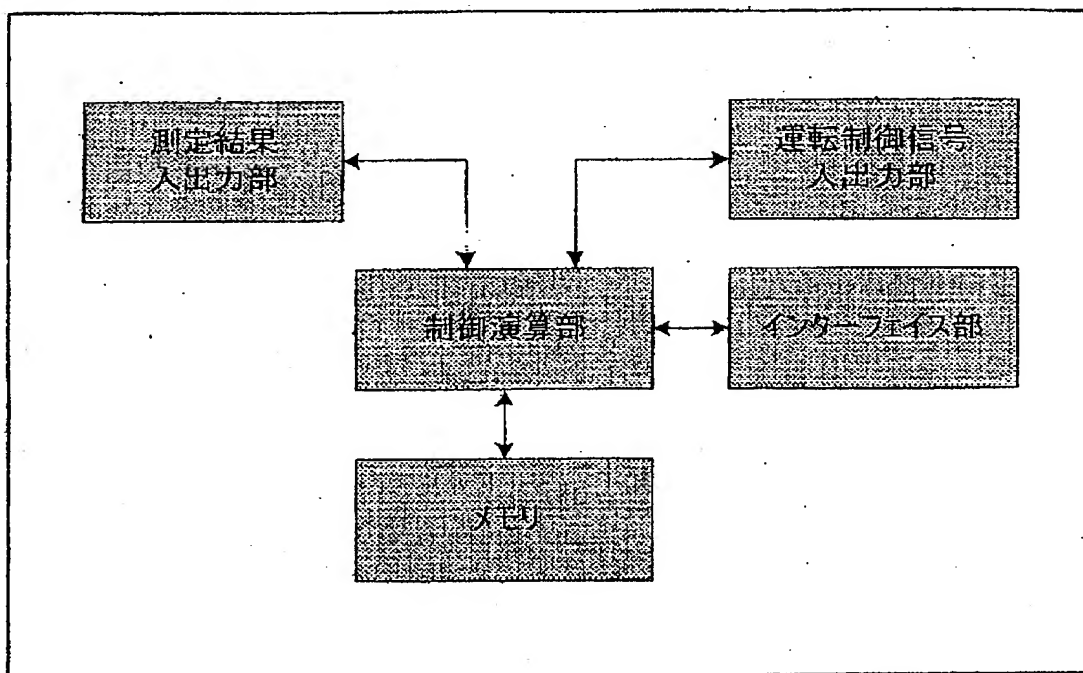 測定結果
入出力部
運転制御信号
入出力部
制御演算部
インターフェイス部
メモリ